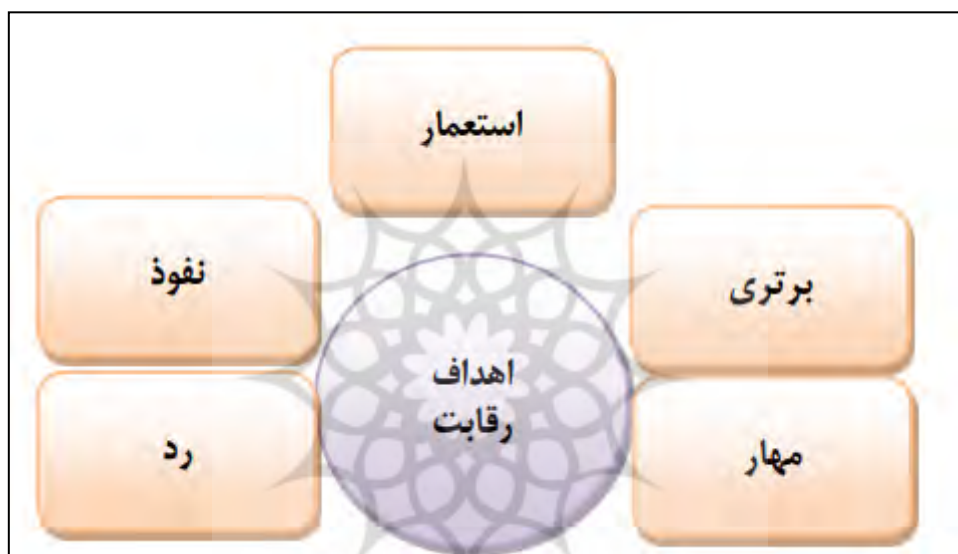 استعمار
برتری
نفوذ
اهداف
رقابت
مهار
رد